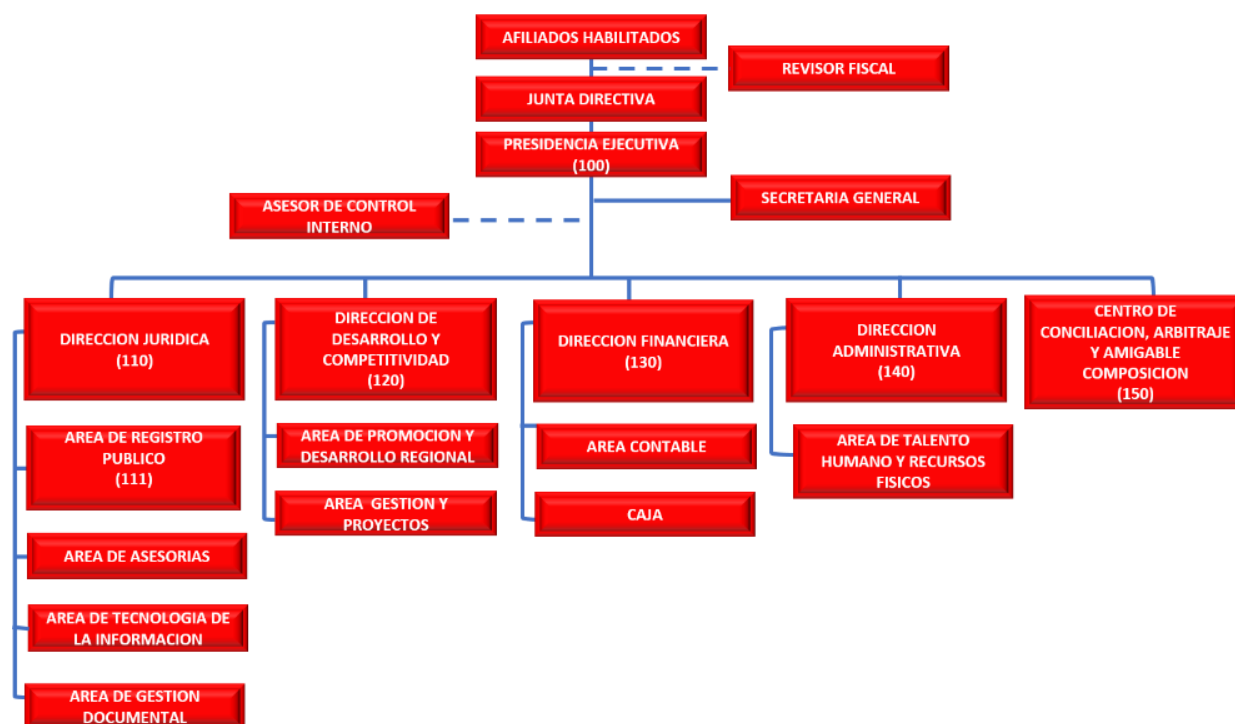 AFILIADOS HABILITADOS
REVISOR FISCAL
JUNTA DIRECTIVA
PRESIDENCIA EJECUTIVA
(100)
SECRETARIA GENERAL
ASESOR DE CONTROL
INTERNO
DIRECCION JURIDICA
(110)
DIRECCION DE
DESARROLLO Y
COMPETITIVIDAD
(120)
DIRECCION FINANCIERA
(130)
DIRECCION
ADMINISTRATIVA
(140)
CENTRO DE
CONCILIACION, ARBITRAJE
Y AMIGABLE
COMPOSICION
(150)
AREA DE REGISTRO
PUBLICO
(111)
AREA DE PROMOCION Y
DESARROLLO REGIONAL
AREA CONTABLE
AREA DE TALENTO
HUMANO Y RECURSOS
FISICOS
AREA GESTION Y
PROYECTOS
CAJA
AREA DE ASESORIAS
AREA DE TECNOLOGIA DE
LA INFORMACION
AREA DE GESTION
DOCUMENTAL